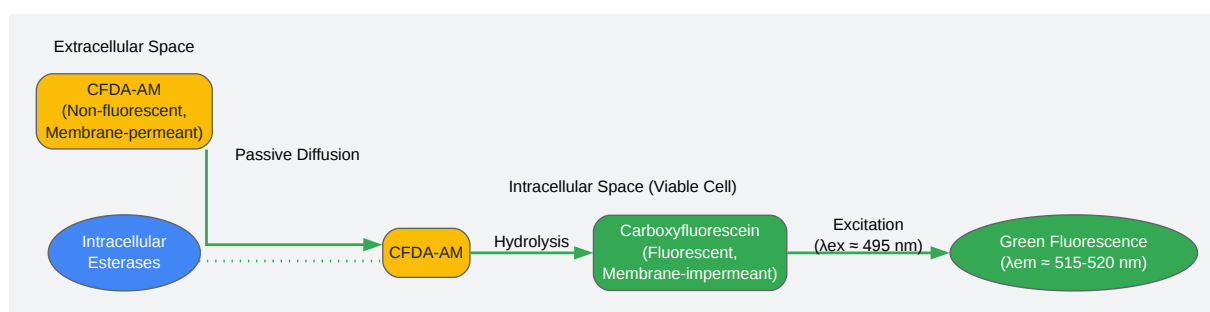 Extracellular Space
CFDA-AM
(Non-fluorescent,
Membrane-permeant)
Passive Diffusion
Intracellular Space (Viable Cell)
Intracellular
Esterases
CFDA-AM
Hydrolysis
Carboxyfluorescein
(Fluorescent,
Membrane-impermeant)
Excitation
(λex ≈ 495 nm)
Green Fluorescence
(λem ≈ 515-520 nm)